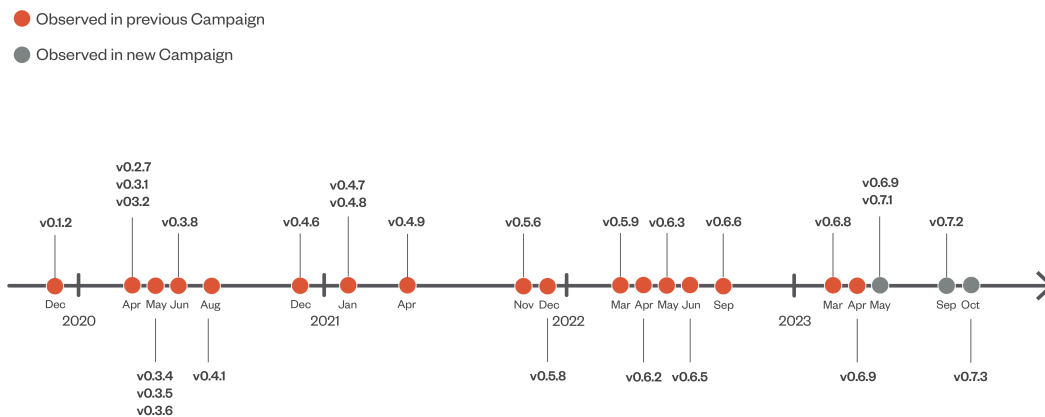 Observed in previous Campaign
Observed in new Campaign
v0.2.7
v0.3.1
v03.2
v0.4.7
v0.4.8
v0.6.9
v0.7.1
v0.1.2
v0.3.8
v0.4.6
v0.4.9
v0.5.6
v0.5.9
v0.6.3
v0.6.6
v0.6.8
v0.7.2
Dec
Apr
May
Jun
Aug
Dec
Jan
Apr
Nov
Dec
Mar
Apr
May
Jun
Sep
Mar
Apr
May
Sep
Oct
2020
2021
2022
2023
v0.3.4
v0.3.5
v0.3.6
v0.4.1
v0.5.8
v0.6.2
v0.6.5
v0.6.9
v0.7.3